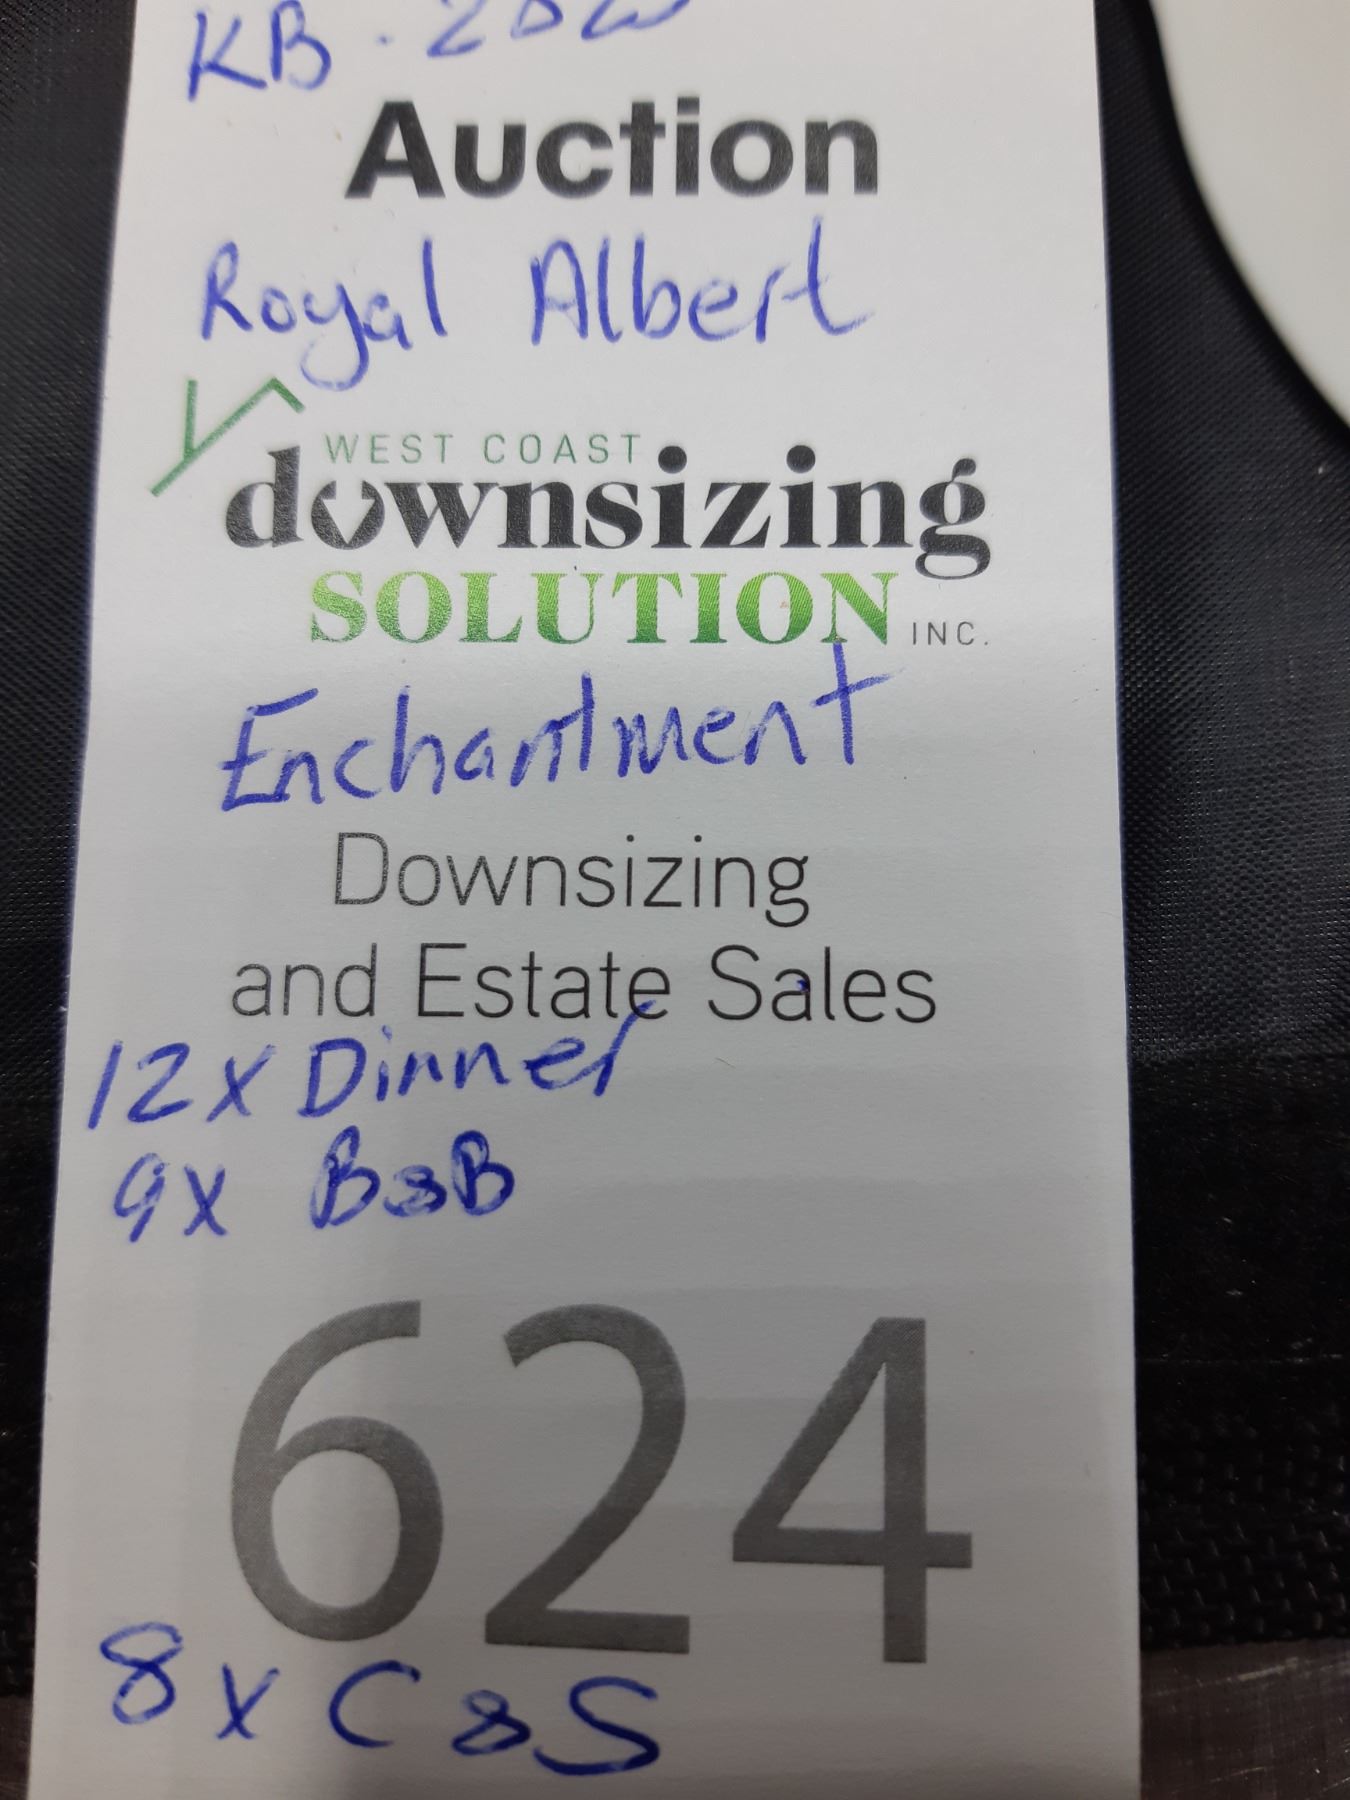 KB.
Auction
Royal Albert
WEST COAST
downsizing
SOLUTION INC.
Enchantment
Downsizing
and Estate Sales
12x Dinner
9x B&B
624
8x C&S